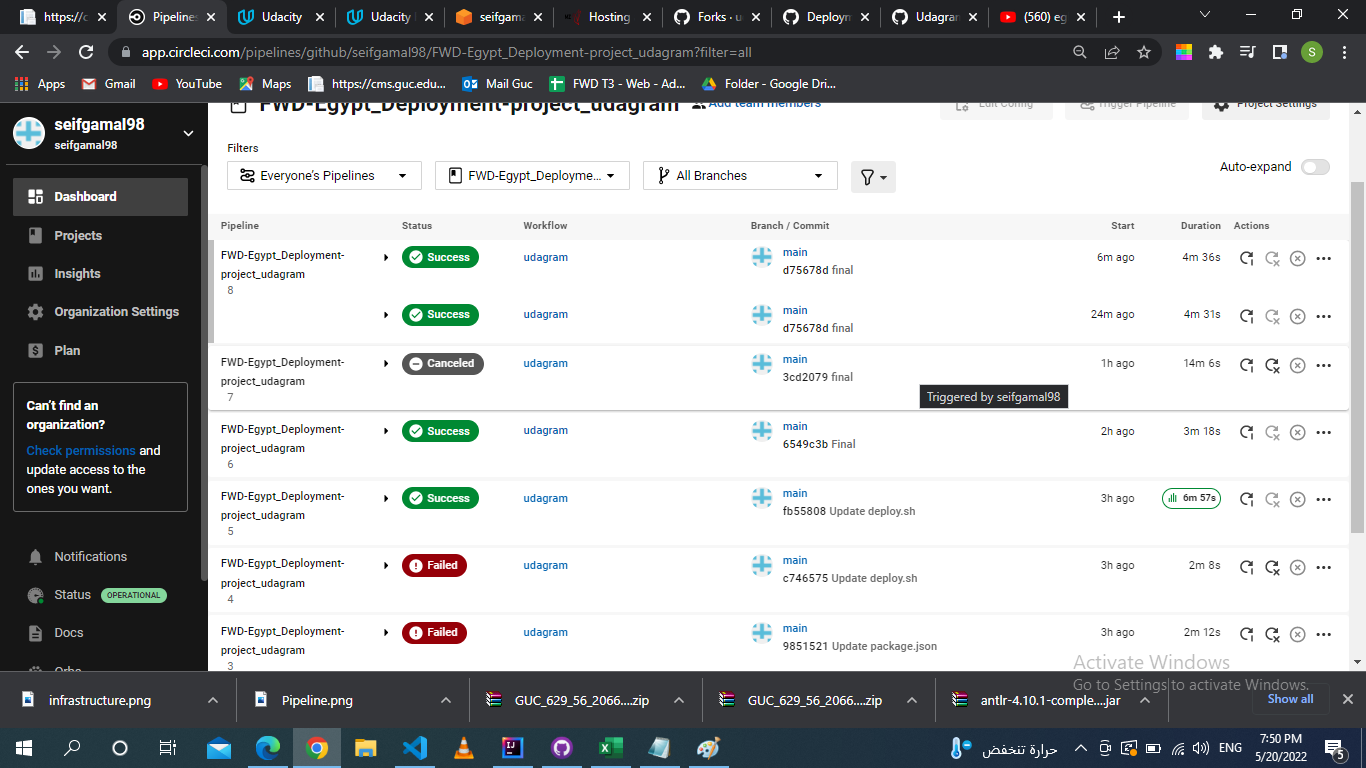 https://c
Pipelines
Udacity
Udacity
seifgama
Hosting
Forks · u
Deploym
Udagram
(560) eg
app.circleci.com/pipelines/github/seifgamal98/FWD-Egypt_Deployment-project_udagram?filter=all
S
Apps
Gmail
YouTube
Maps
https://cms.guc.edu...
Mail Guc
FWD T3 - Web - Ad...
Folder - Google Dri...
seifgamal98
seifgamal98
Dashboard
Projects
Insights
Organization Settings
Plan
Can't find an
organization?
Check permissions and
update access to the
ones you want.
Notifications
Status OPERATIONAL
Docs
Orbs
FWD-Egypt_Deployment-project_udagram Add team members Edit Config Trigger Pipeline Project Settings
Filters
Everyone's Pipelines FWD-Egypt_Deployme... All Branches
Auto-expand
Pipeline Status Workflow Branch / Commit Start Duration Actions
FWD-Egypt_Deployment-
project_udagram
8
Success udagram main 6m ago 4m 36s
d75678d final
Success udagram main 24m ago 4m 31s
d75678d final
FWD-Egypt_Deployment-
project_udagram
7
Canceled udagram main 1h ago 14m 6s
3cd2079 final
Triggered by seifgamal98
FWD-Egypt_Deployment-
project_udagram
6
Success udagram main 2h ago 3m 18s
6549c3b Final
FWD-Egypt_Deployment-
project_udagram
5
Success udagram main 3h ago 6m 57s
fb55808 Update deploy.sh
FWD-Egypt_Deployment-
project_udagram
4
Failed udagram main 3h ago 2m 8s
c746575 Update deploy.sh
FWD-Egypt_Deployment-
project_udagram
3
Failed udagram main 3h ago 2m 12s
9851521 Update package.json
Activate Windows
Go to Settings to activate Windows.
infrastructure.png
Pipeline.png
GUC_629_56_2066....zip
GUC_629_56_2066....zip
antlr-4.10.1-comple....jar
Show all
حرارة تنخفض
ENG
7:50 PM
5/20/2022
5